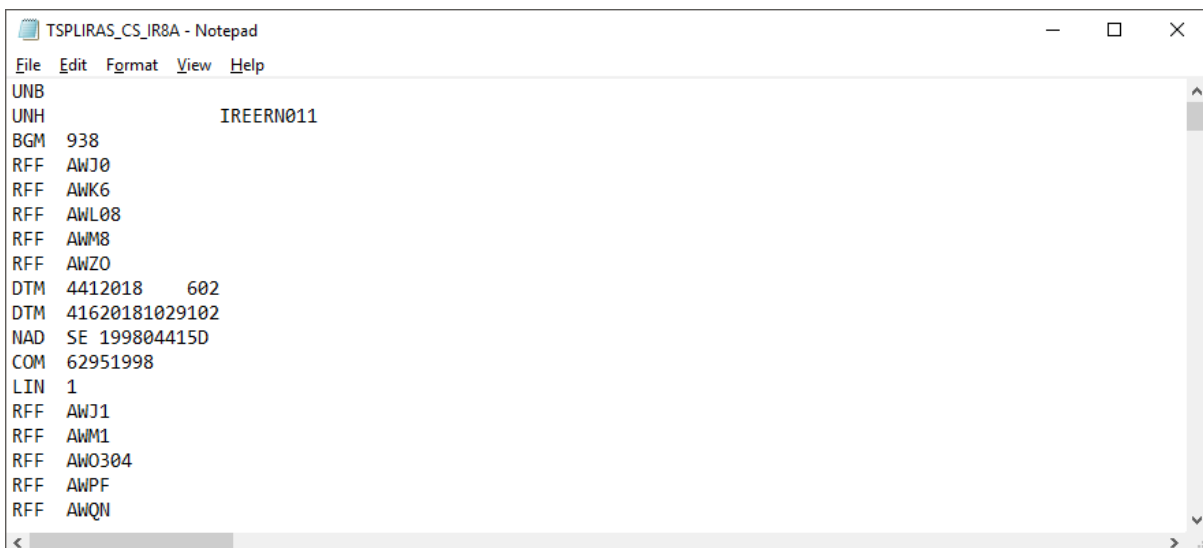 TSPLIRAS_CS_IR8A - Notepad
File Edit Format View Help
UNB
UNH                  IREERN011
BGM  938
RFF  AWJ0
RFF  AWK6
RFF  AWL08
RFF  AWM8
RFF  AWZO
DTM  4412018    602
DTM  41620181029102
NAD  SE 199804415D
COM  62951998
LIN  1
RFF  AWJ1
RFF  AWM1
RFF  AWO304
RFF  AWPF
RFF  AWQN